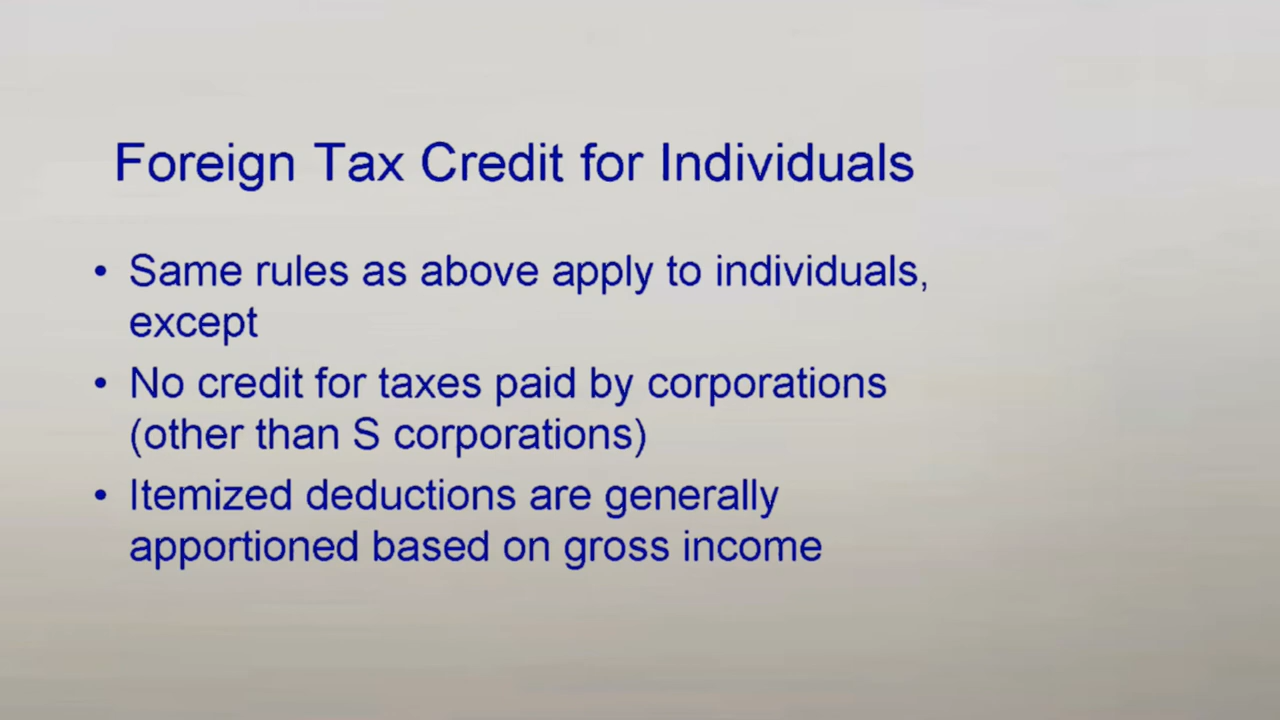 Foreign Tax Credit for Individuals
• Same rules as above apply to individuals,
except
• No credit for taxes paid by corporations
(other than S corporations)
• Itemized deductions are generally
apportioned based on gross income